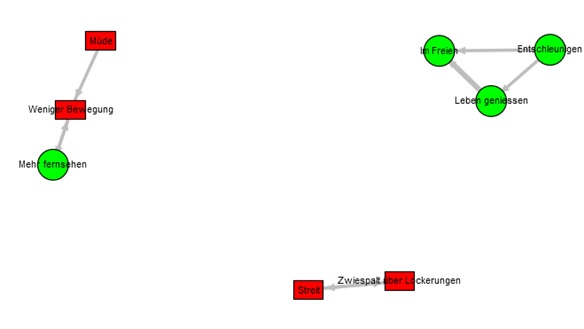 Müde
Im Freien
Entschleunigen
Leben geniessen
Weniger Bewegung
Mehr fernsehen
Zwiespalt über Lockerungen
Streit